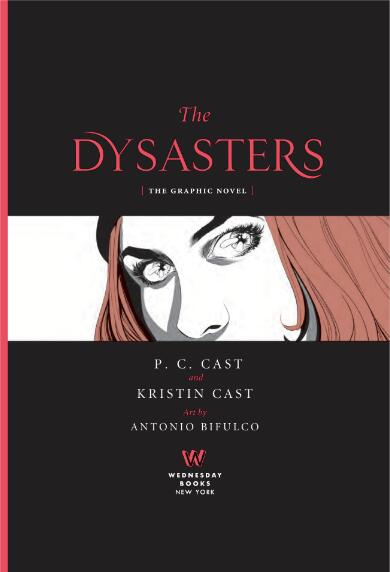 The
DYSASTERS
| THE GRAPHIC NOVEL |
P. C. CAST
and
KRISTIN CAST
Art by
ANTONIO BIFULCO
W
WEDNESDAY
BOOKS
NEW YORK